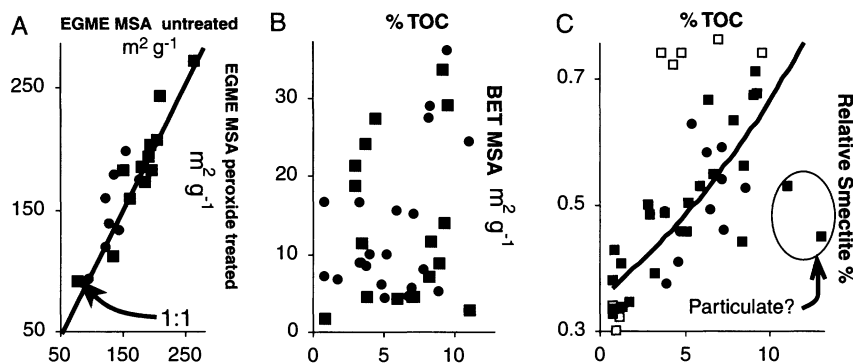 A
EGME MSA untreated
m² g⁻¹
EGME MSA peroxide treated
m² g⁻¹
250
150
50
50 150 250
1:1
B
% TOC
BET MSA m² g⁻¹
30
20
10
0
0 5 10
C
% TOC
Relative Smectite %
0.7
0.5
0.3
0 5 10
Particulate?